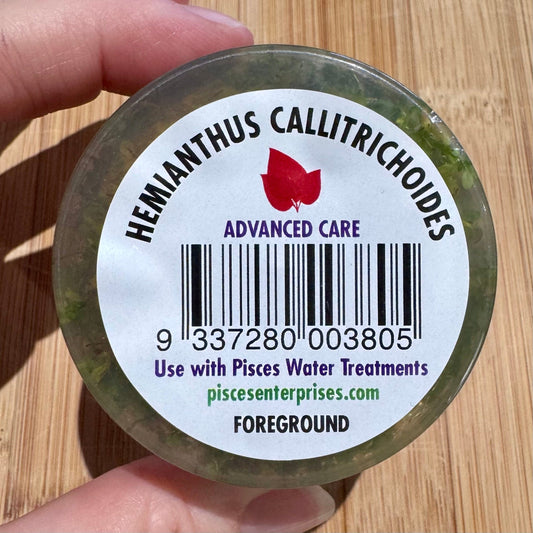 HEMIANTHUS CALLITRICHOIDES
ADVANCED CARE
9 337280 003805
Use with Pisces Water Treatments
piscesenterprises.com
FOREGROUND